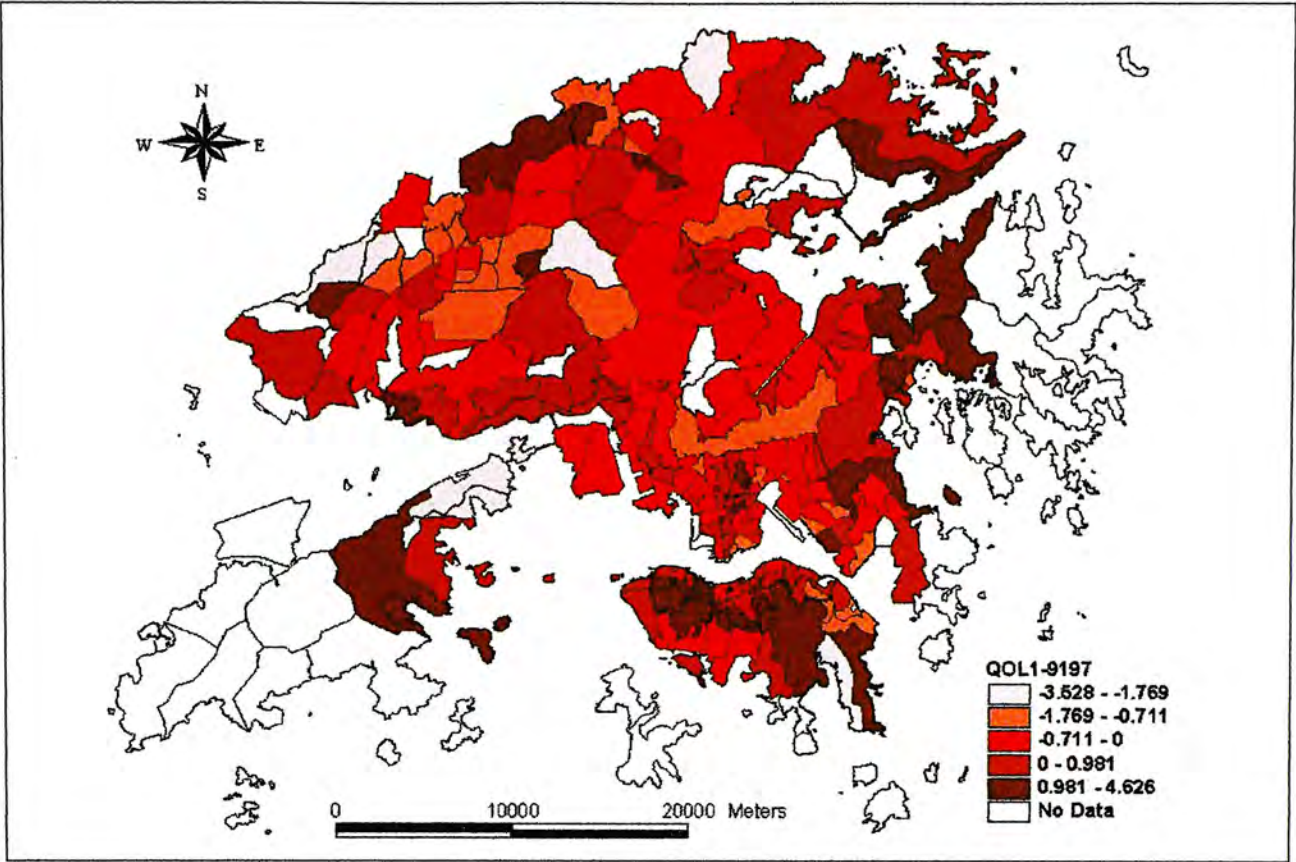 N
W E
S
QOL1-9197
-3.628 - -1.769
-1.769 - -0.711
-0.711 - 0
0 - 0.981
0.981 - 4.626
No Data
0 10000 20000 Meters